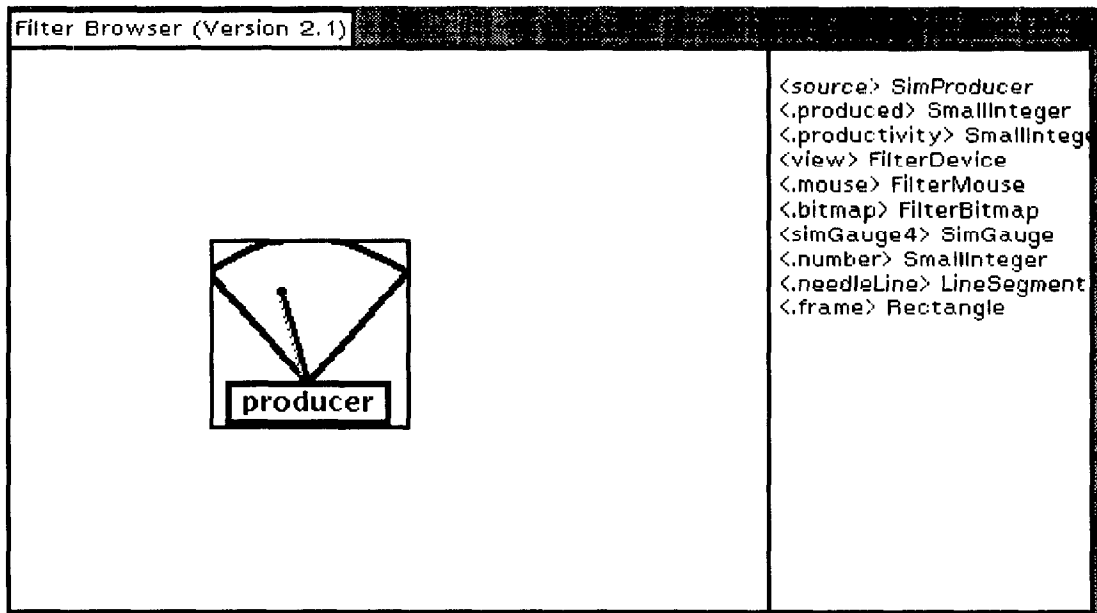 Filter Browser (Version 2.1)
<source> SimProducer
<.produced> SmallInteger
<.productivity> SmallIntege
<view> FilterDevice
<.mouse> FilterMouse
<.bitmap> FilterBitmap
<simGauge4> SimGauge
<.number> SmallInteger
<.needleLine> LineSegment
<.frame> Rectangle
producer